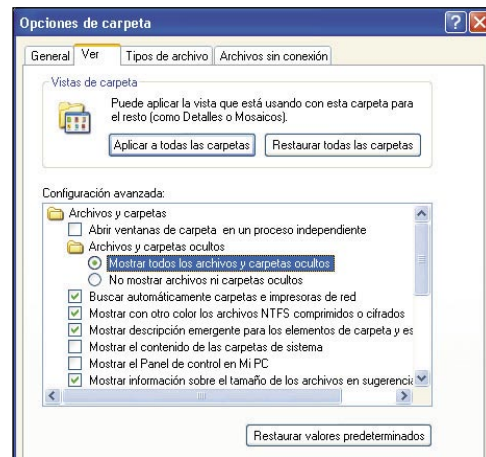 Opciones de carpeta
General Ver Tipos de archivo Archivos sin conexión
Vistas de carpeta
Puede aplicar la vista que está usando con esta carpeta para
el resto (como Detalles o Mosaicos).
Aplicar a todas las carpetas Restaurar todas las carpetas
Configuración avanzada:
Archivos y carpetas
Abrir ventanas de carpeta en un proceso independiente
Archivos y carpetas ocultos
Mostrar todos los archivos y carpetas ocultos
No mostrar archivos ni carpetas ocultos
Buscar automáticamente carpetas e impresoras de red
Mostrar con otro color los archivos NTFS comprimidos o cifrados
Mostrar descripción emergente para los elementos de carpeta y es
Mostrar el contenido de las carpetas de sistema
Mostrar el Panel de control en Mi PC
Mostrar información sobre el tamaño de los archivos en sugerencia
Restaurar valores predeterminados